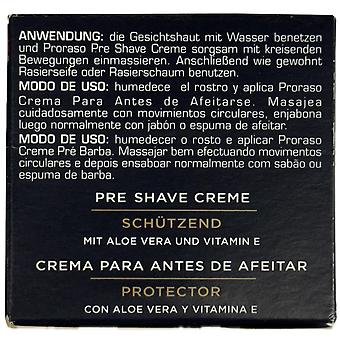 ANWENDUNG: die Gesichtshaut mit Wasser benetzen
und Proraso Pre Shave Creme sorgsam mit kreisenden
Bewegungen einmassieren. Anschließend wie gewohnt
Rasierseife oder Rasierschaum benutzen.
MODO DE USO: humedece el rostro y aplica Proraso
Crema Para Antes de Afeitarse. Masajea
cuidadosamente con movimientos circulares, enjabona
luego normalmente con jabón o espuma de afeitar.
MODO DE USO: humedecer o rosto e aplicar Proraso
Creme Pré Barba. Massajar bem efectuando movimentos
circulares e depois ensaboar normalmente com sabão ou
espuma de barba.
PRE SHAVE CREME
SCHÜTZEND
MIT ALOE VERA UND VITAMIN E
CREMA PARA ANTES DE AFEITAR
PROTECTOR
CON ALOE VERA Y VITAMINA E